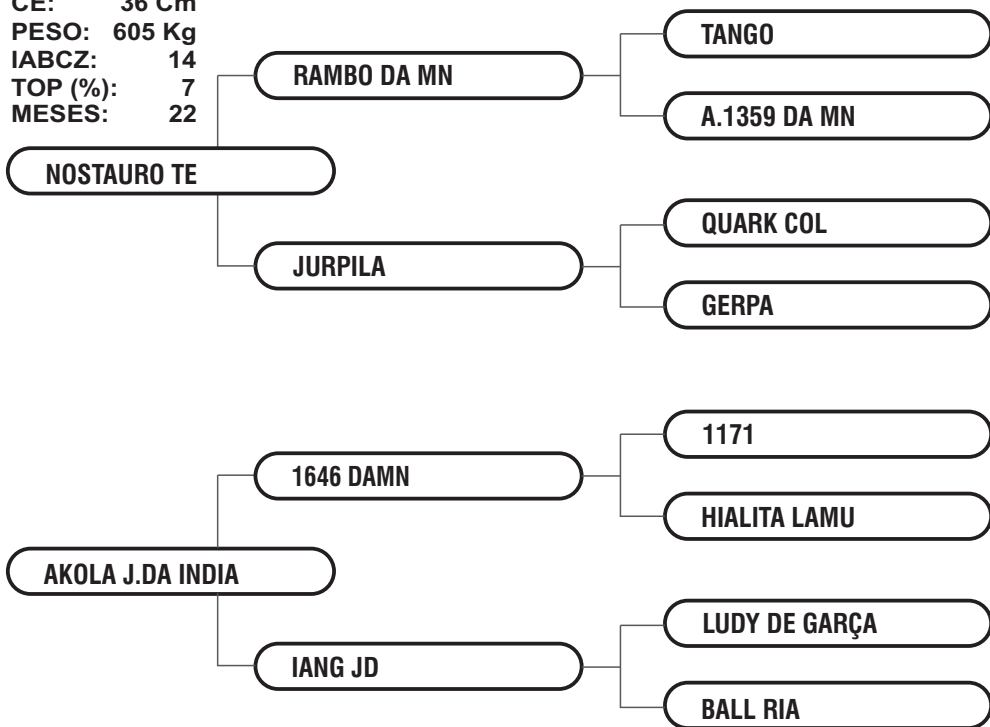 CE: 36 Cm
PESO: 605 Kg
IABCZ: 14
TOP (%): 7
MESES: 22
TANGO
RAMBO DA MN
A.1359 DA MN
NOSTAURO TE
QUARK COL
JURPILA
GERPA
1171
1646 DAMN
HIALITA LAMU
AKOLA J.DA INDIA
LUDY DE GARÇA
IANG JD
BALL RIA